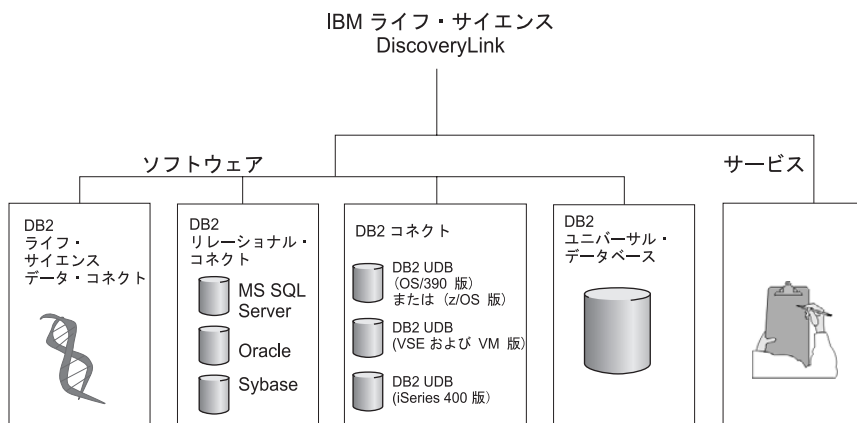 IBM ライフ・サイエンス
DiscoveryLink
ソフトウェア
サービス
DB2
ライフ・
サイエンス
データ・コネクト
DB2
リレーショナル・
コネクト
MS SQL
Server
Oracle
Sybase
DB2 コネクト
DB2 UDB
(OS/390 版)
または (z/OS 版)
DB2 UDB
(VSE および VM 版)
DB2 UDB
(iSeries 400 版)
DB2
ユニバーサル・
データベース